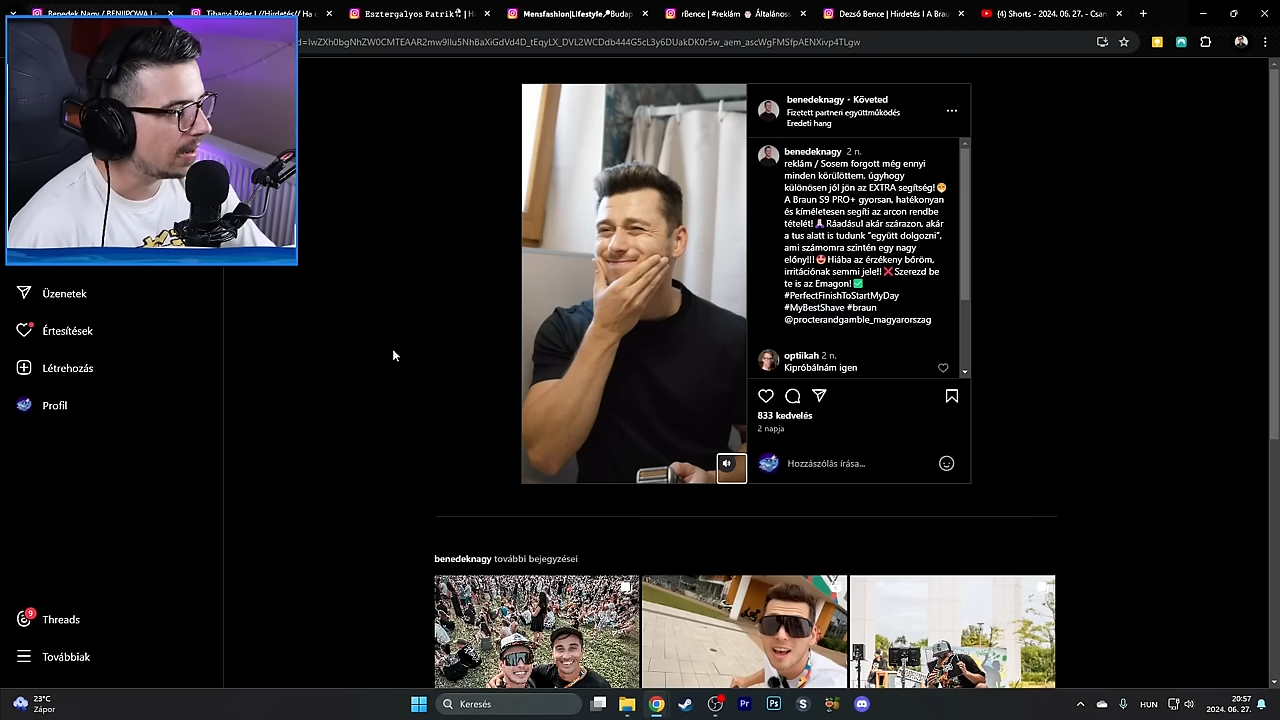 Benedek Nagy / BENIIPOWA |
Tihanyi Péter | //Hirdetés// Ha
Esztergalyos Patrik
Mensfashion|Lifestyle📍Budap
rBence | #reklám 🍿 Általános
Dezső Bence | Hirdetés | A Brau
(4) Shorts - 2024. 06. 27. - Csar
benedeknagy • Követed
Fizetett partneri együttműködés
Eredeti hang
benedeknagy 2 n.
reklám / Sosem forgott még ennyi
minden körülöttem, úgyhogy
különösen jól jön az EXTRA segítség!
A Braun S9 PRO+ gyorsan, hatékonyan
és kíméletesen segíti az arcon rendbe
tételét! Ráadásul akár szárazon, akár
a tus alatt is tudunk "együtt dolgozni",
ami számomra szintén egy nagy
előny!!! Hiába az érzékeny bőröm,
irritációnak semmi jele!! ❌ Szerezd be
te is az Emagon! ✅
#PerfectFinishToStartMyDay
#MyBestShave #braun
@procterandgamble_magyarorszag
optiikah 2 n.
Kipróbálnám igen
833 kedvelés
2 napja
Hozzászólás írása...
Üzenetek
Értesítések
Létrehozás
Profil
9
Threads
Továbbiak
benedeknagy további bejegyzései
23°C
Zápor
Keresés
Pr
Ps
S
HUN
20:57
2024. 06. 27.